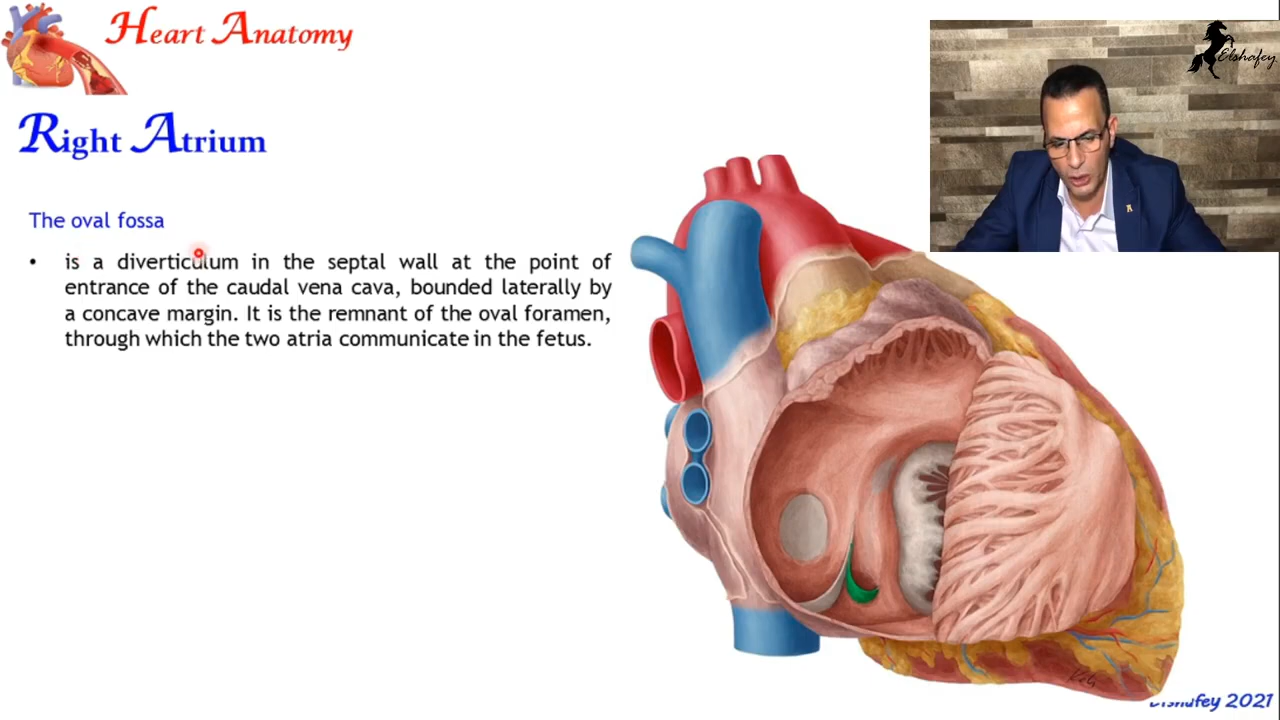 Heart Anatomy
Elshafey
Right Atrium
The oval fossa
• is a diverticulum in the septal wall at the point of
entrance of the caudal vena cava, bounded laterally by
a concave margin. It is the remnant of the oval foramen,
through which the two atria communicate in the fetus.
Elshafey 2021